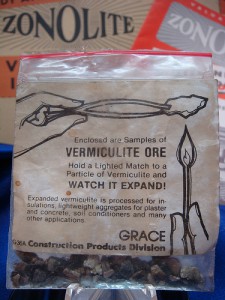 ZONOLITE
ZONOLITE
Enclosed are Samples of
VERMICULITE ORE
Hold a Lighted Match to a
Particle of Vermiculite and
WATCH IT EXPAND!
Expanded vermiculite is processed for in-
sulations, lightweight aggregates for plaster
and concrete, soil conditioners and many
other applications.
GRACE
Construction Products Division